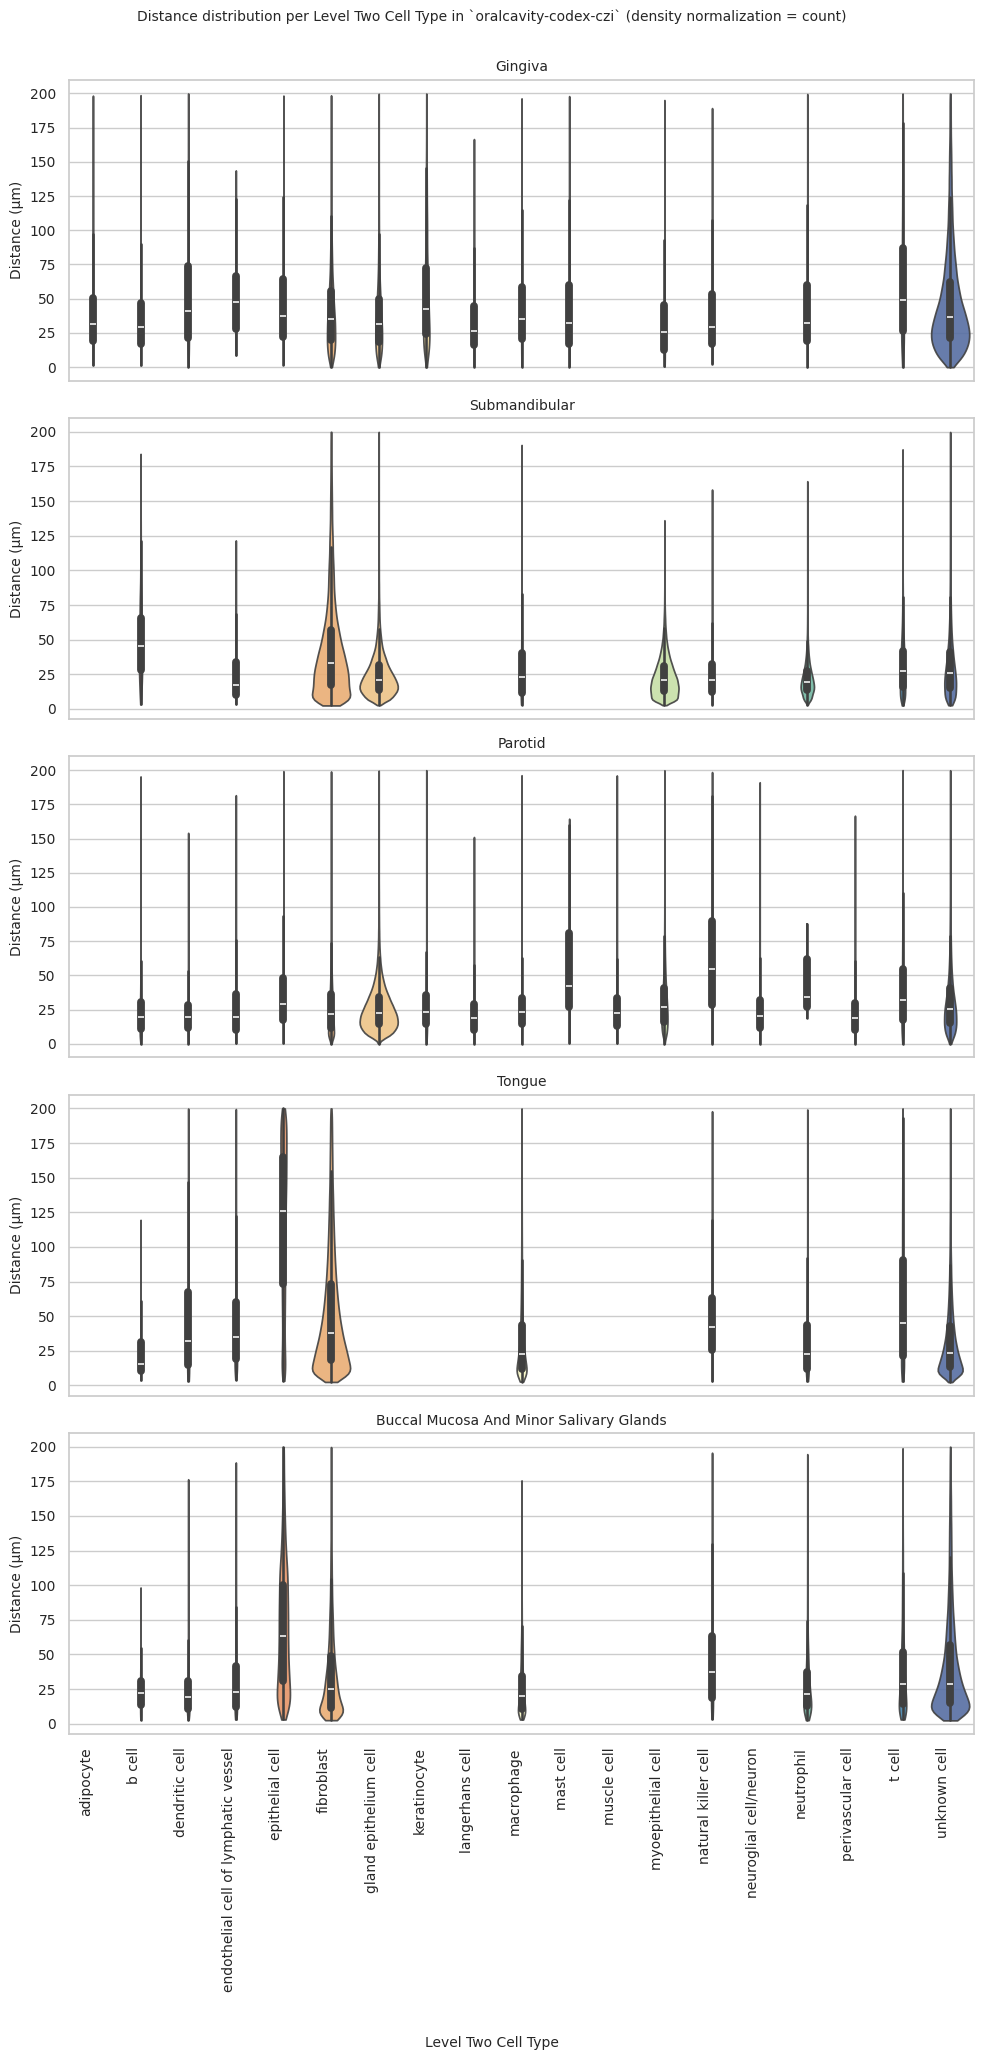 Distance distribution per Level Two Cell Type in `oralcavity-codex-czi` (density normalization = count)
Gingiva
200
175
150
125
100
75
50
25
0
Distance (μm)
Submandibular
200
175
150
125
100
75
50
25
0
Distance (μm)
Parotid
200
175
150
125
100
75
50
25
0
Distance (μm)
Tongue
200
175
150
125
100
75
50
25
0
Distance (μm)
Buccal Mucosa And Minor Salivary Glands
200
175
150
125
100
75
50
25
0
Distance (μm)
adipocyte
b cell
dendritic cell
endothelial cell of lymphatic vessel
epithelial cell
fibroblast
gland epithelium cell
keratinocyte
langerhans cell
macrophage
mast cell
muscle cell
myoepithelial cell
natural killer cell
neuroglial cell/neuron
neutrophil
perivascular cell
t cell
unknown cell
Level Two Cell Type